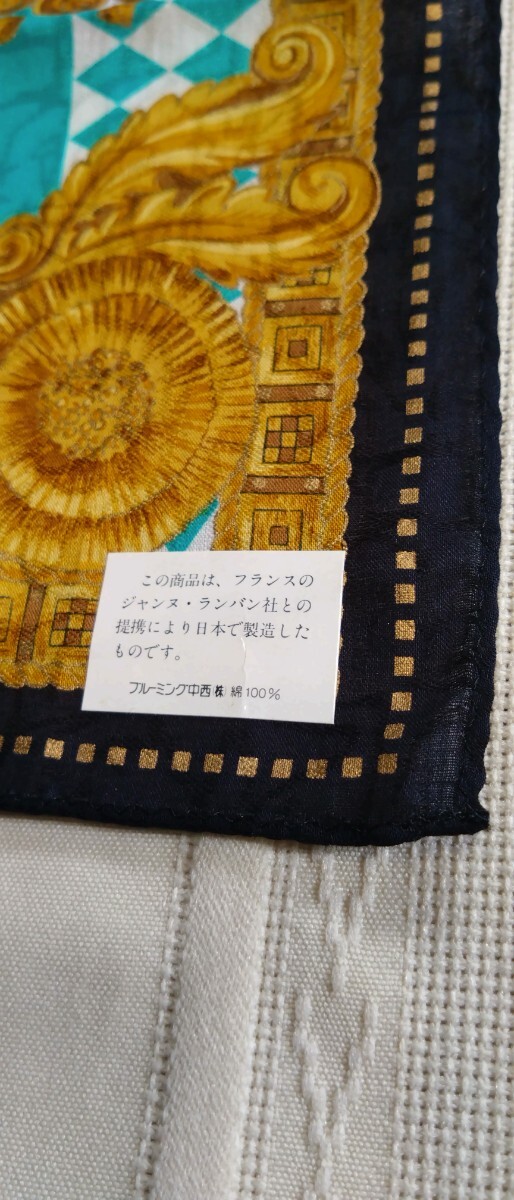 この商品は、フランスの
ジャンヌ・ランバン社との
提携により日本で製造した
ものです。
ブルーミング中西㈱ 綿100%